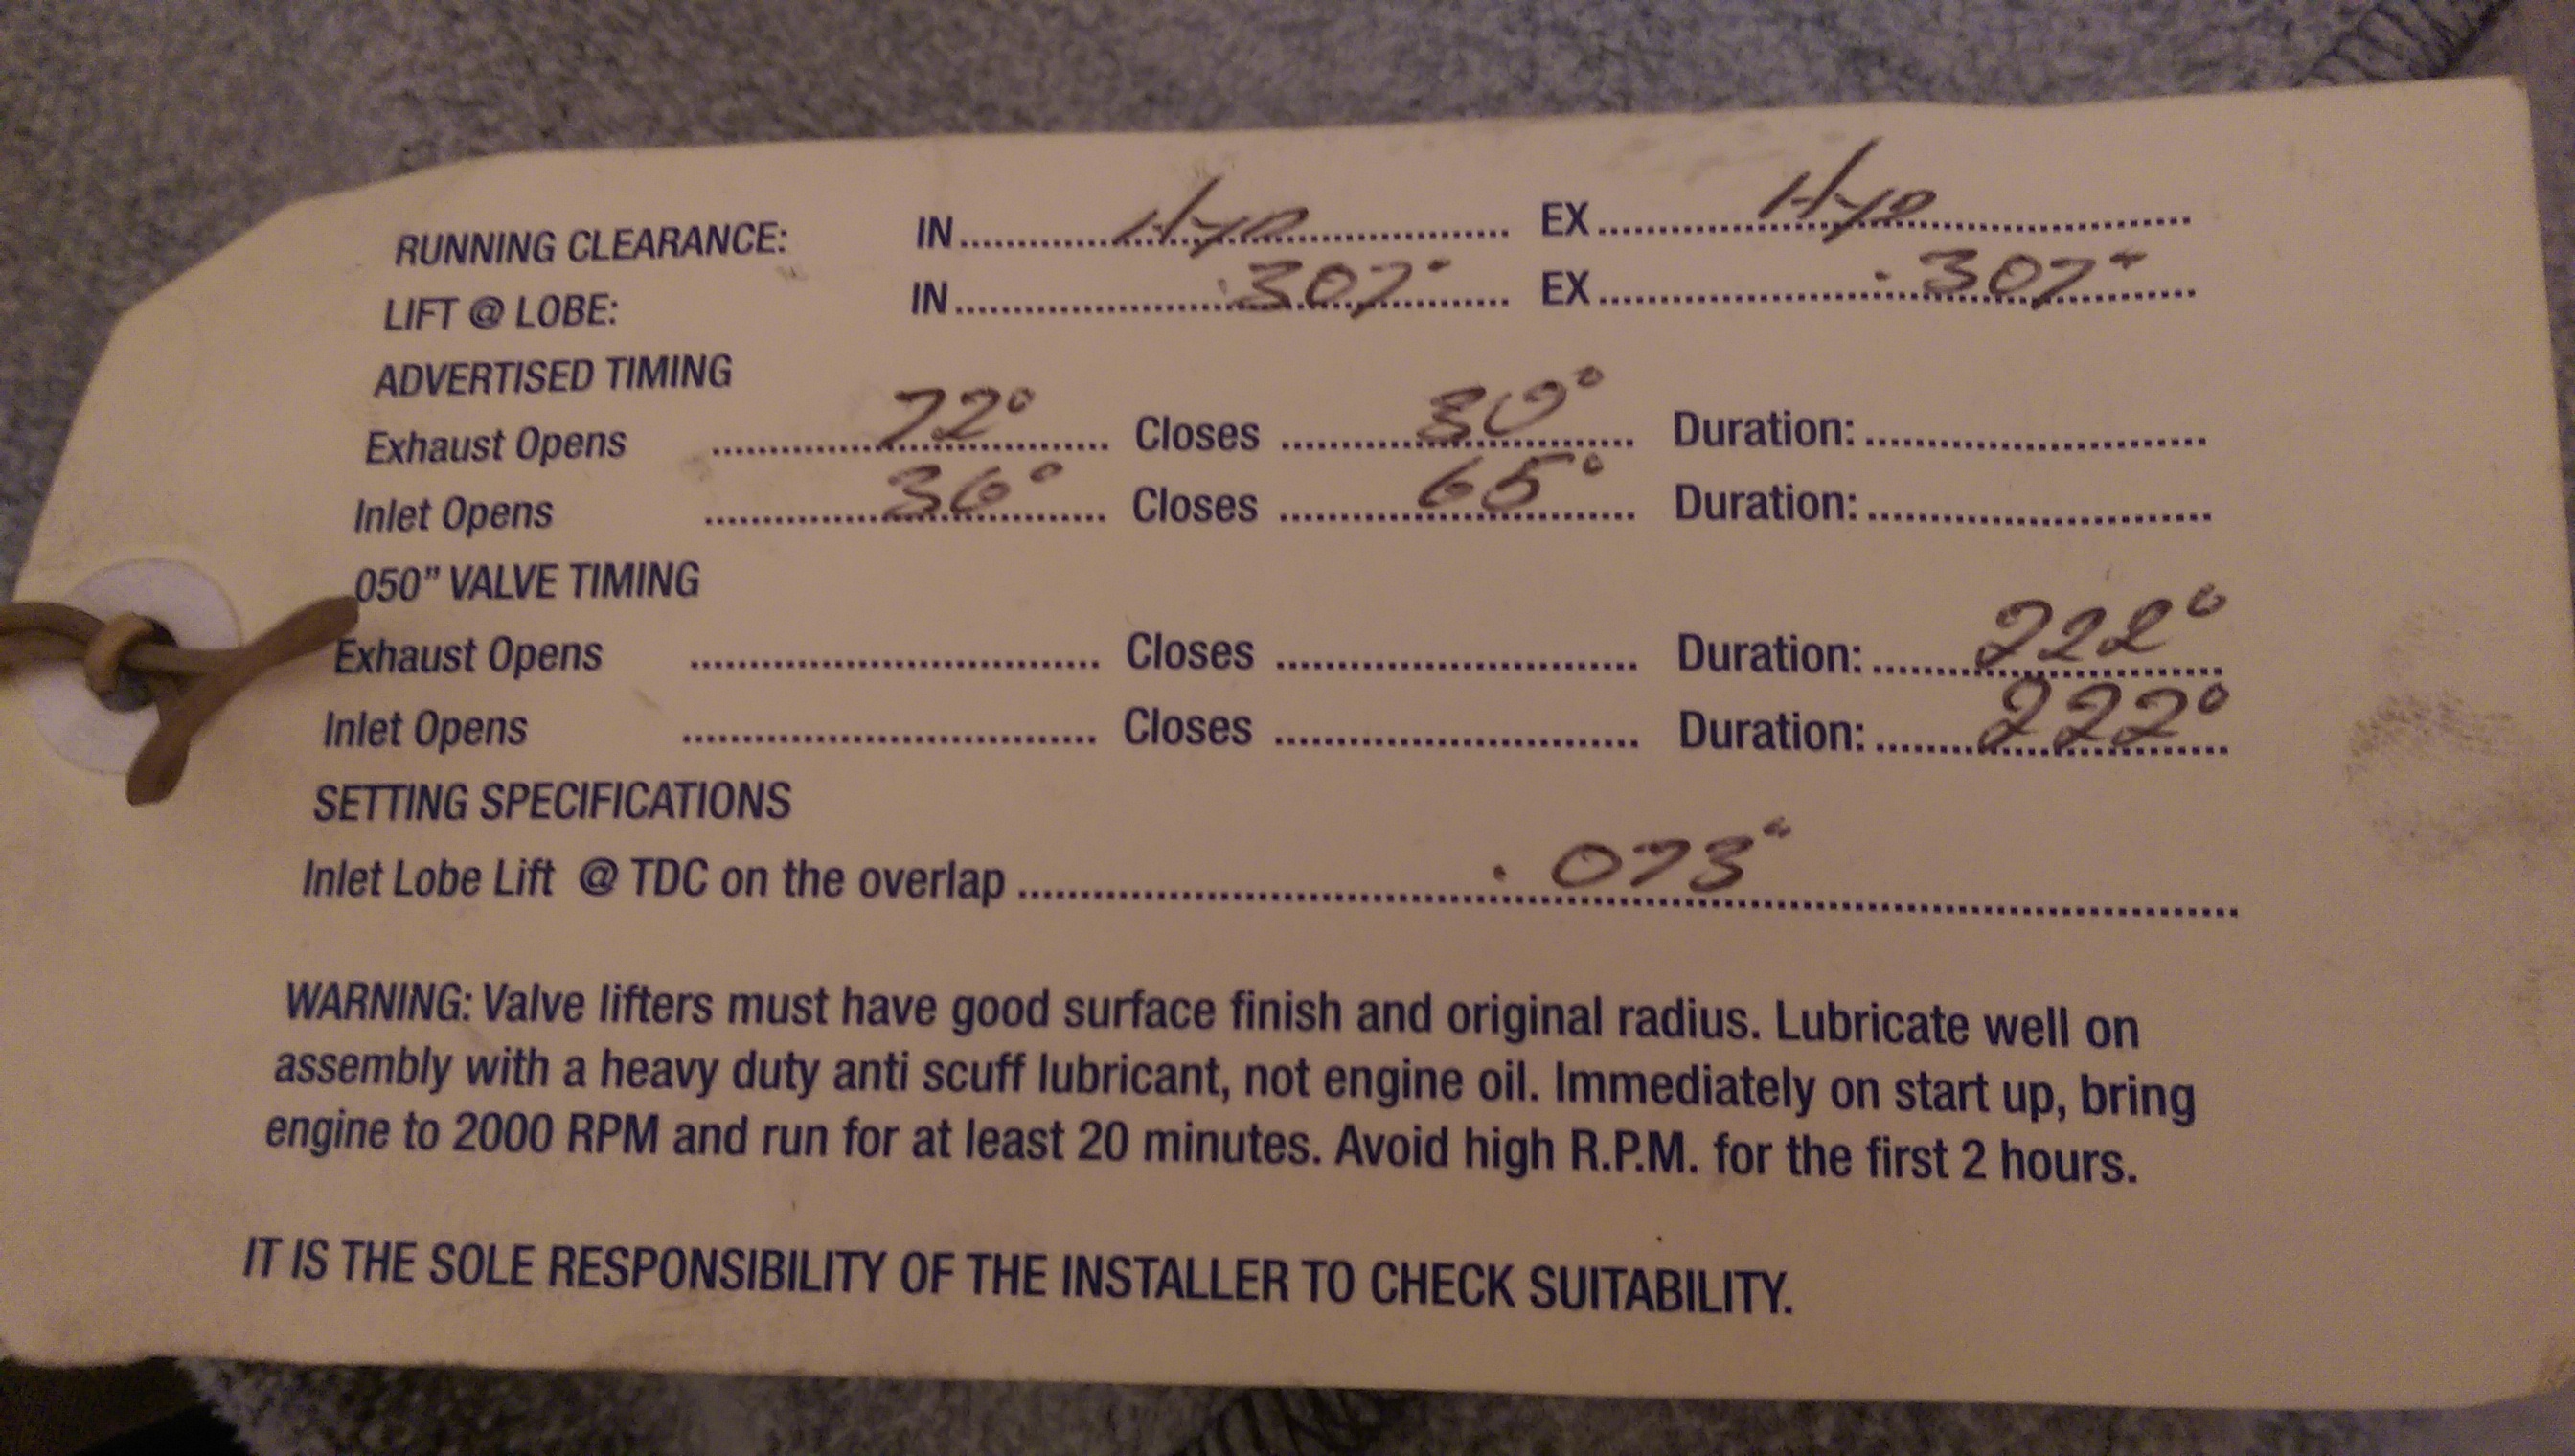 RUNNING CLEARANCE: IN Hyd EX Hyd
LIFT @ LOBE: IN .307" EX .307"
ADVERTISED TIMING
Exhaust Opens 72° Closes 30° Duration:
Inlet Opens 36° Closes 65° Duration:
050” VALVE TIMING
Exhaust Opens Closes Duration: 222°
Inlet Opens Closes Duration: 222°
SETTING SPECIFICATIONS
Inlet Lobe Lift @ TDC on the overlap .073"
WARNING: Valve lifters must have good surface finish and original radius. Lubricate well on
assembly with a heavy duty anti scuff lubricant, not engine oil. Immediately on start up, bring
engine to 2000 RPM and run for at least 20 minutes. Avoid high R.P.M. for the first 2 hours.
IT IS THE SOLE RESPONSIBILITY OF THE INSTALLER TO CHECK SUITABILITY.